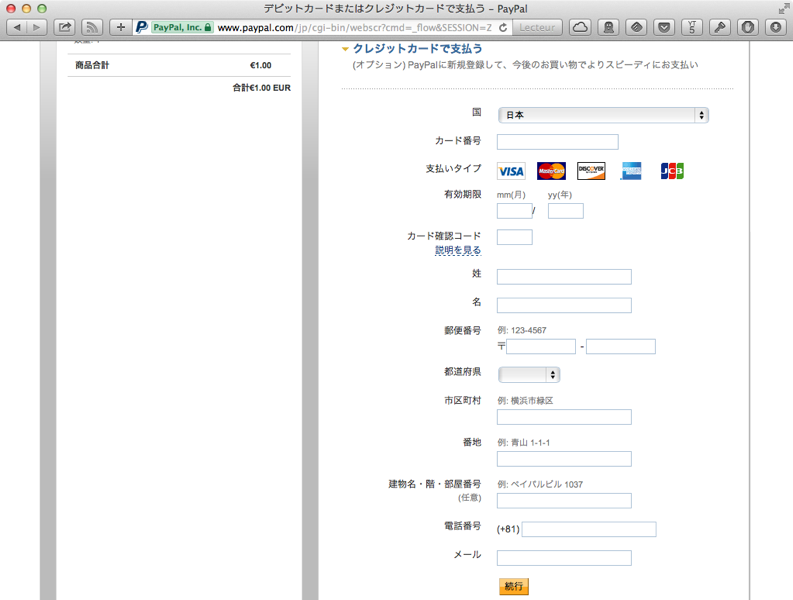 デビットカードまたはクレジットカードで支払う - PayPal
PayPal, Inc.
www.paypal.com/jp/cgi-bin/webscr?cmd=_flow&SESSION=Z
Lecteur
YT
5
商品合計 €1.00
合計€1.00 EUR
クレジットカードで支払う
(オプション) PayPalに新規登録して、今後のお買い物でよりスピーディにお支払い
国 日本
カード番号
支払いタイプ VISA MasterCard DISCOVER JCB
有効期限 mm(月) yy(年)
/
カード確認コード
説明を見る
姓
名
郵便番号 例: 123-4567
〒 -
都道府県
市区町村 例: 横浜市緑区
番地 例: 青山 1-1-1
建物名・階・部屋番号 例: ペイパルビル 1037
(任意)
電話番号 (+81)
メール
続行